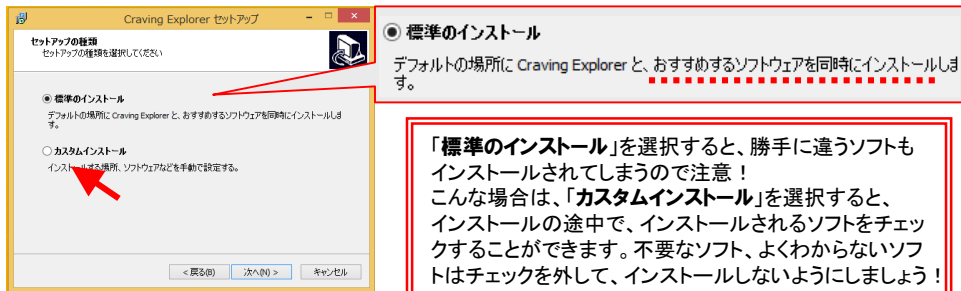 Craving Explorer セットアップ
セットアップの種類
セットアップの種類を選択してください
標準のインストール
デフォルトの場所に Craving Explorer と、おすすめするソフトウェアを同時にインストールしま
す。
カスタムインストール
インストールする場所、ソフトウェアなどを手動で設定する。
< 戻る(B)
次へ(N) >
キャンセル
標準のインストール
デフォルトの場所に Craving Explorer と、おすすめするソフトウェアを同時にインストールしま
す。
「標準のインストール」を選択すると、勝手に違うソフトも
インストールされてしまうので注意！
こんな場合は、「カスタムインストール」を選択すると、
インストールの途中で、インストールされるソフトをチェッ
クすることができます。不要なソフト、よくわからないソフ
トはチェックを外して、インストールしないようにしましょう！